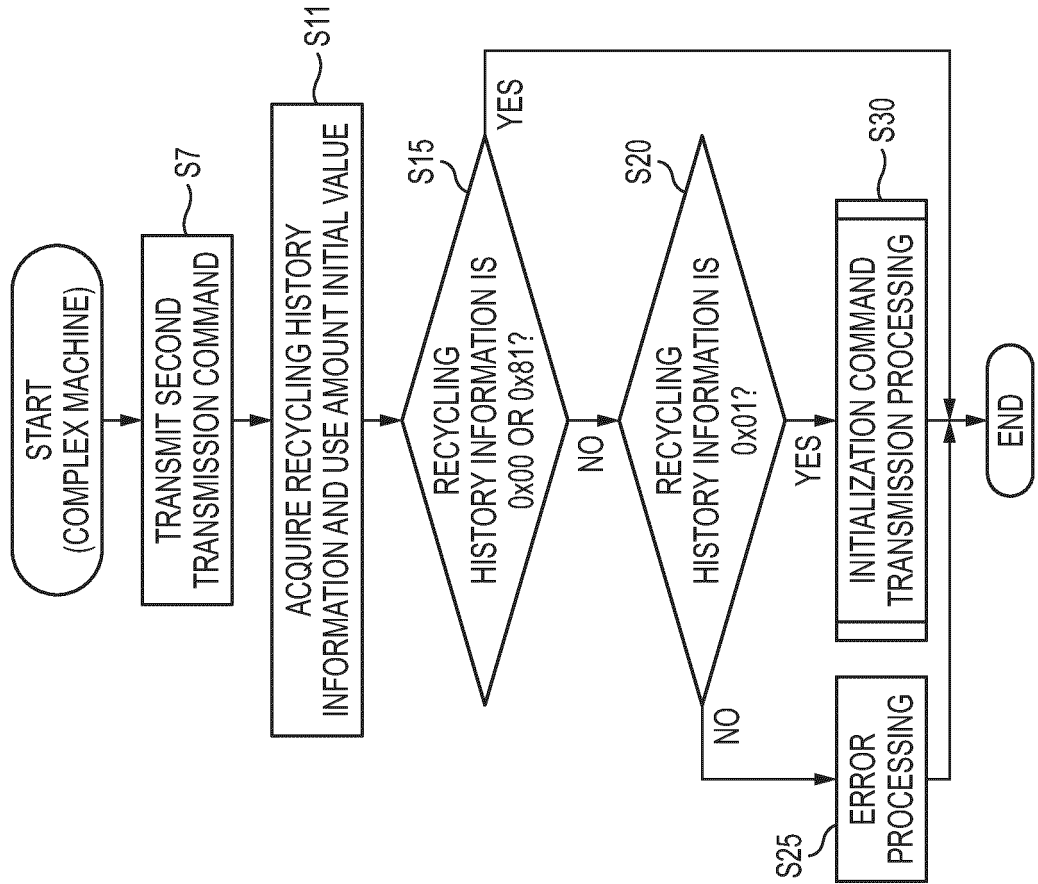 START
(COMPLEX MACHINE)
S7
TRANSMIT SECOND
TRANSMISSION COMMAND
S11
ACQUIRE RECYCLING HISTORY
INFORMATION AND USE AMOUNT INITIAL VALUE
S15
RECYCLING
HISTORY INFORMATION IS
0x00 OR 0x81?
YES
NO
S20
RECYCLING
HISTORY INFORMATION IS
0x01?
NO
YES
S25
ERROR
PROCESSING
S30
INITIALIZATION COMMAND
TRANSMISSION PROCESSING
END